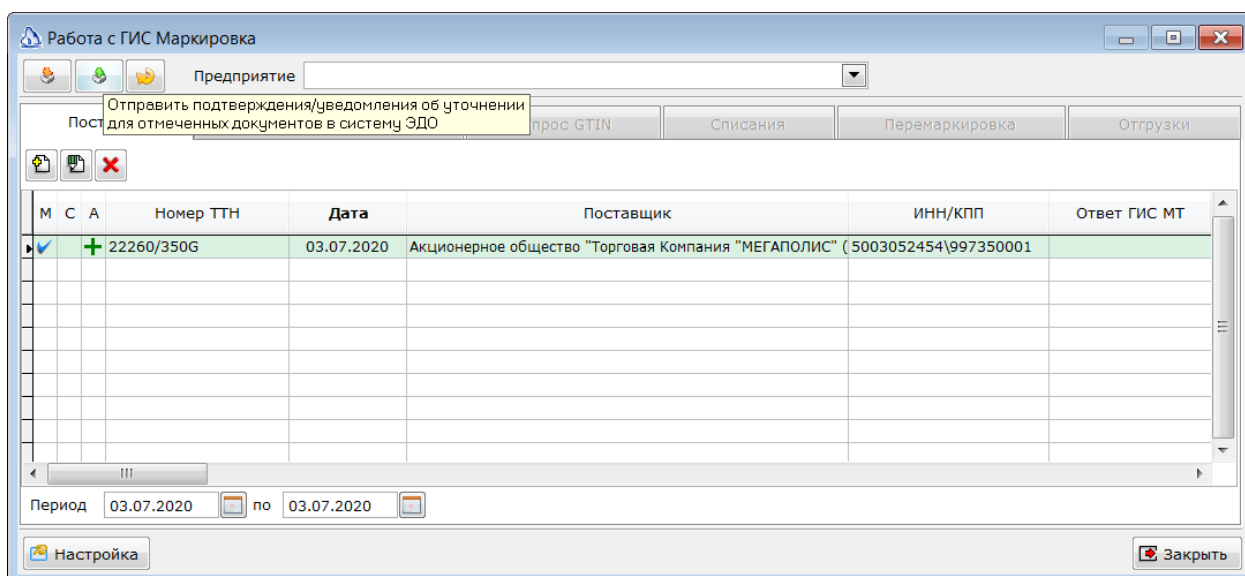 Работа с ГИС Маркировка
Предприятие
Отправить подтверждения/уведомления об уточнении
для отмеченных документов в систему ЭДО
Пост
прос GTIN
Списания
Перемаркировка
Отгрузки
М С А Номер ТТН Дата Поставщик ИНН/КПП Ответ ГИС МТ
22260/350G 03.07.2020 Акционерное общество "Торговая Компания "МЕГАПОЛИС" ( 5003052454\997350001
Период 03.07.2020 по 03.07.2020
Настройка
Закрыть